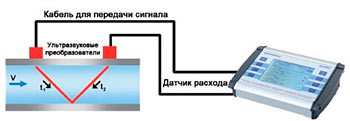 Кабель для передачи сигнала
Ультразвуковые
преобразователи
Датчик расхода
V
t₁
t₂